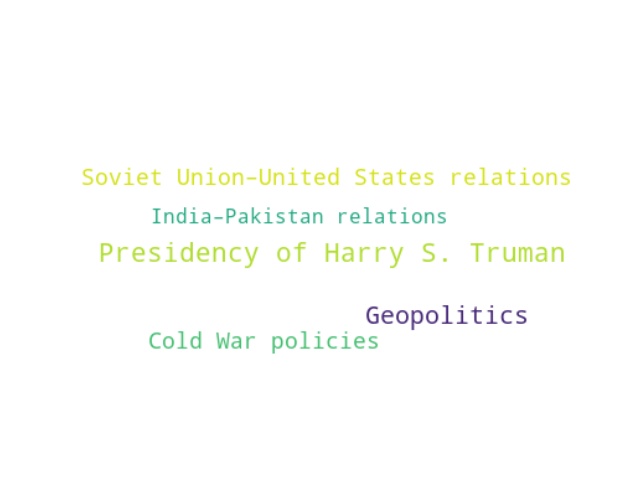 Soviet Union–United States relations
India–Pakistan relations
Presidency of Harry S. Truman
Geopolitics
Cold War policies